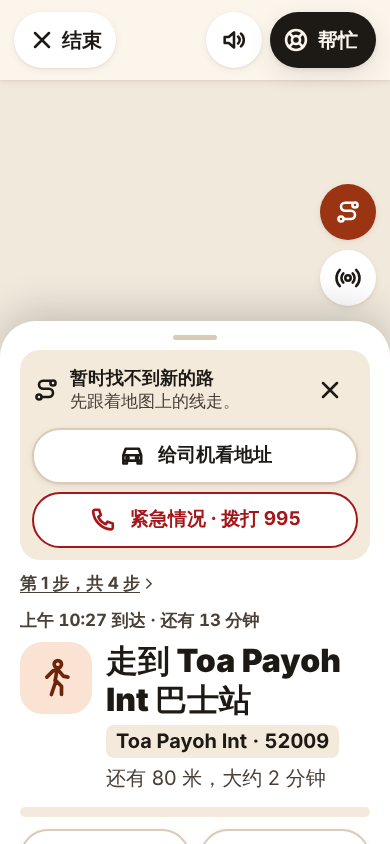 结束
帮忙
暂时找不到新的路
先跟着地图上的线走。
给司机看地址
紧急情况 · 拨打 995
第 1 步，共 4 步
上午 10:27 到达 · 还有 13 分钟
走到 Toa Payoh
Int 巴士站
Toa Payoh Int · 52009
还有 80 米，大约 2 分钟